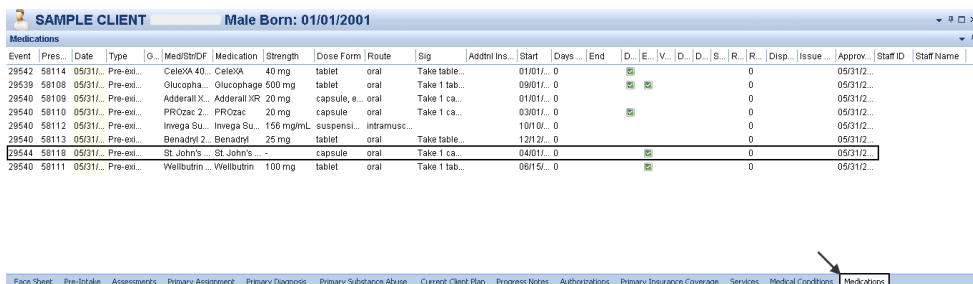 SAMPLE CLIENT Male Born: 01/01/2001
Medications
Event Pres... Date Type G... Med/Str/DF Medication Strength Dose Form Route Sig Addtnl Ins... Start Days ... End D... E... V... D... D... S... R... R... Disp... Issue ... Approv... Staff ID Staff Name
29542 58114 05/31/... Pre-exi... CeleXA 40... CeleXA 40 mg tablet oral Take table... 01/01/... 0 0 05/31/2...
29539 58108 05/31/... Pre-exi... Glucopha... Glucophage 500 mg tablet oral Take 1 tab... 09/01/... 0 0 05/31/2...
29540 58109 05/31/... Pre-exi... Adderall X... Adderall XR 20 mg capsule, e... oral Take 1 ca... 01/01/... 0 0 05/31/2...
29540 58110 05/31/... Pre-exi... PROzac 2... PROzac 20 mg capsule oral Take 1 ca... 03/01/... 0 0 05/31/2...
29540 58112 05/31/... Pre-exi... Invega Su... Invega Su... 156 mg/mL suspensi... intramusc... 10/10/... 0 0 05/31/2...
29540 58113 05/31/... Pre-exi... Benadryl 2... Benadryl 25 mg tablet oral Take table... 12/12/... 0 0 05/31/2...
29544 58118 05/31/... Pre-exi... St. John's ... St. John's ... - capsule oral Take 1 ca... 04/01/... 0 0 05/31/2...
29540 58111 05/31/... Pre-exi... Wellbutrin ... Wellbutrin 100 mg tablet oral Take 1 tab... 06/15/... 0 0 05/31/2...
Face Sheet Pre-Intake Assessments Primary Assignment Primary Diagnosis Primary Substance Abuse Current Client Plan Progress Notes Authorizations Primary Insurance Coverage Services Medical Conditions Medications